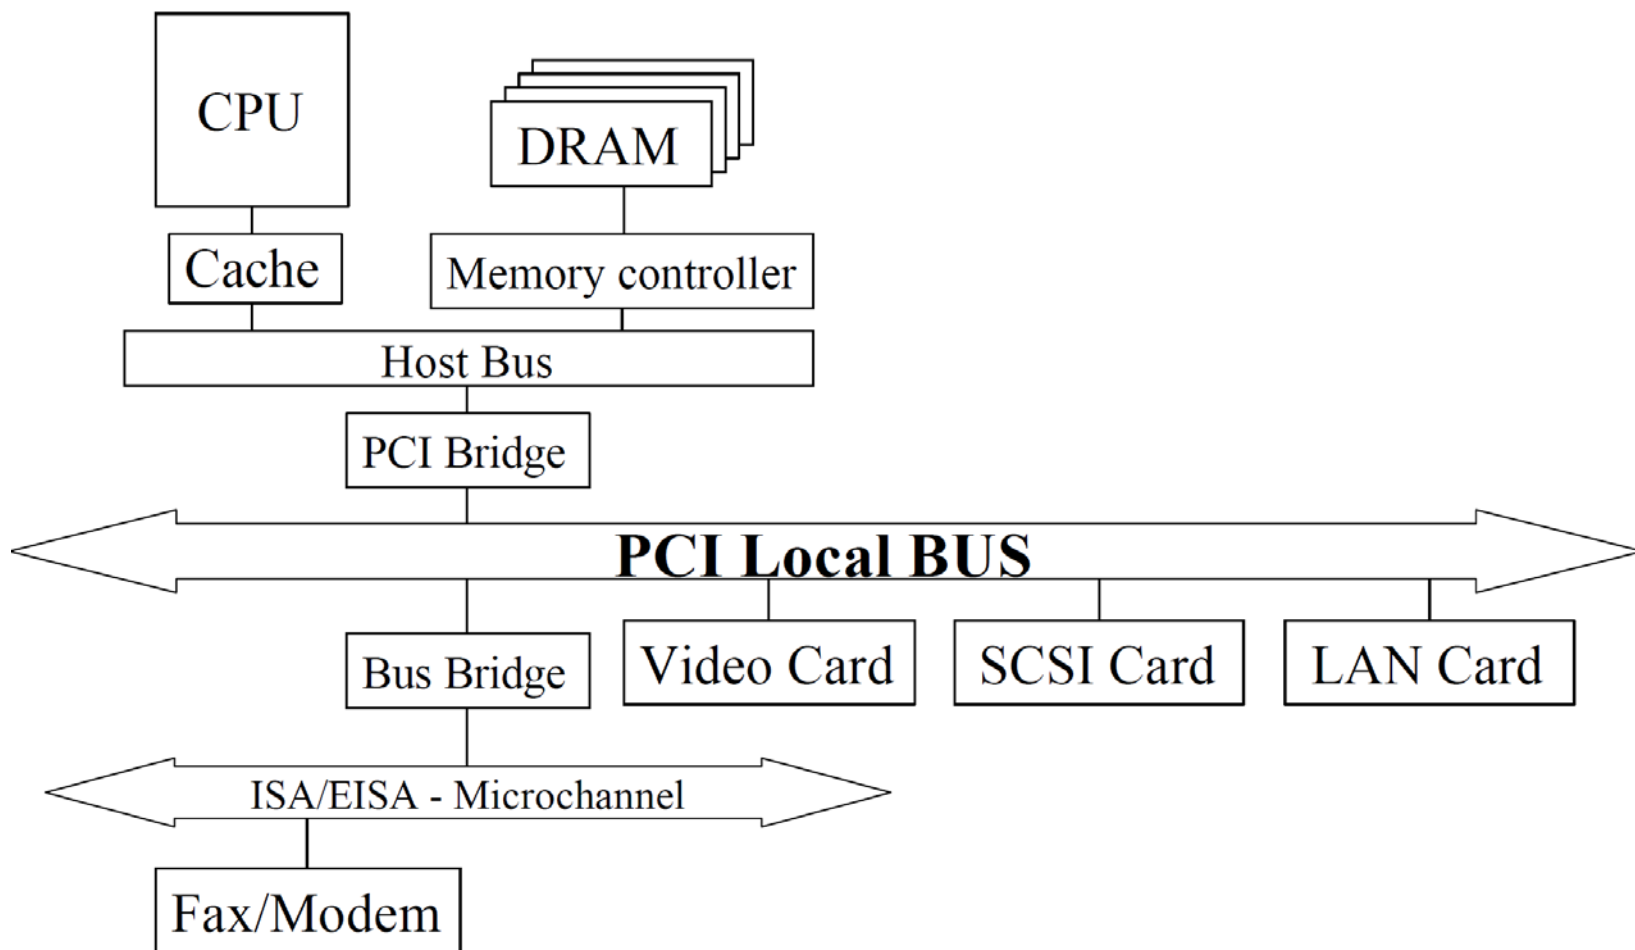 CPU
DRAM
Cache
Memory controller
Host Bus
PCI Bridge
PCI Local BUS
Bus Bridge
Video Card
SCSI Card
LAN Card
ISA/EISA - Microchannel
Fax/Modem